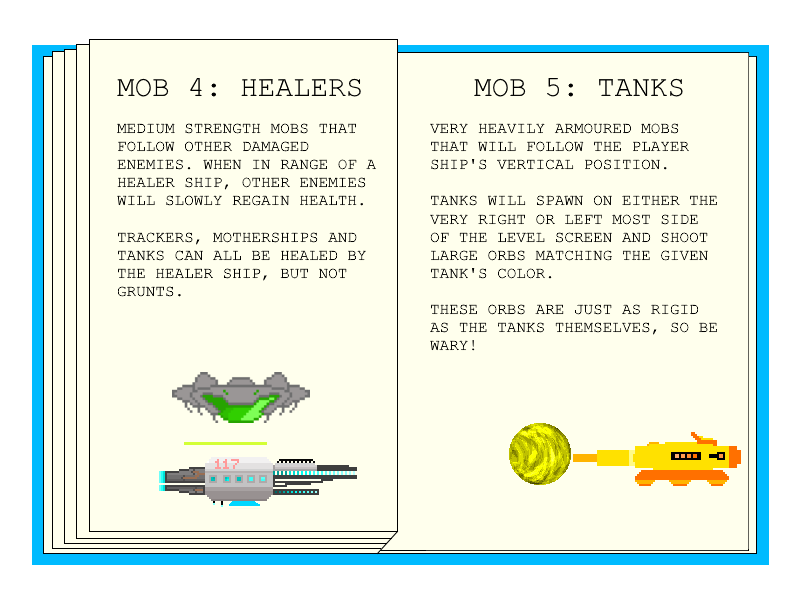 MOB 4: HEALERS
MEDIUM STRENGTH MOBS THAT
FOLLOW OTHER DAMAGED
ENEMIES. WHEN IN RANGE OF A
HEALER SHIP, OTHER ENEMIES
WILL SLOWLY REGAIN HEALTH.
TRACKERS, MOTHERSHIPS AND
TANKS CAN ALL BE HEALED BY
THE HEALER SHIP, BUT NOT
GRUNTS.
117
MOB 5: TANKS
VERY HEAVILY ARMOURED MOBS
THAT WILL FOLLOW THE PLAYER
SHIP'S VERTICAL POSITION.
TANKS WILL SPAWN ON EITHER THE
VERY RIGHT OR LEFT MOST SIDE
OF THE LEVEL SCREEN AND SHOOT
LARGE ORBS MATCHING THE GIVEN
TANK'S COLOR.
THESE ORBS ARE JUST AS RIGID
AS THE TANKS THEMSELVES, SO BE
WARY!